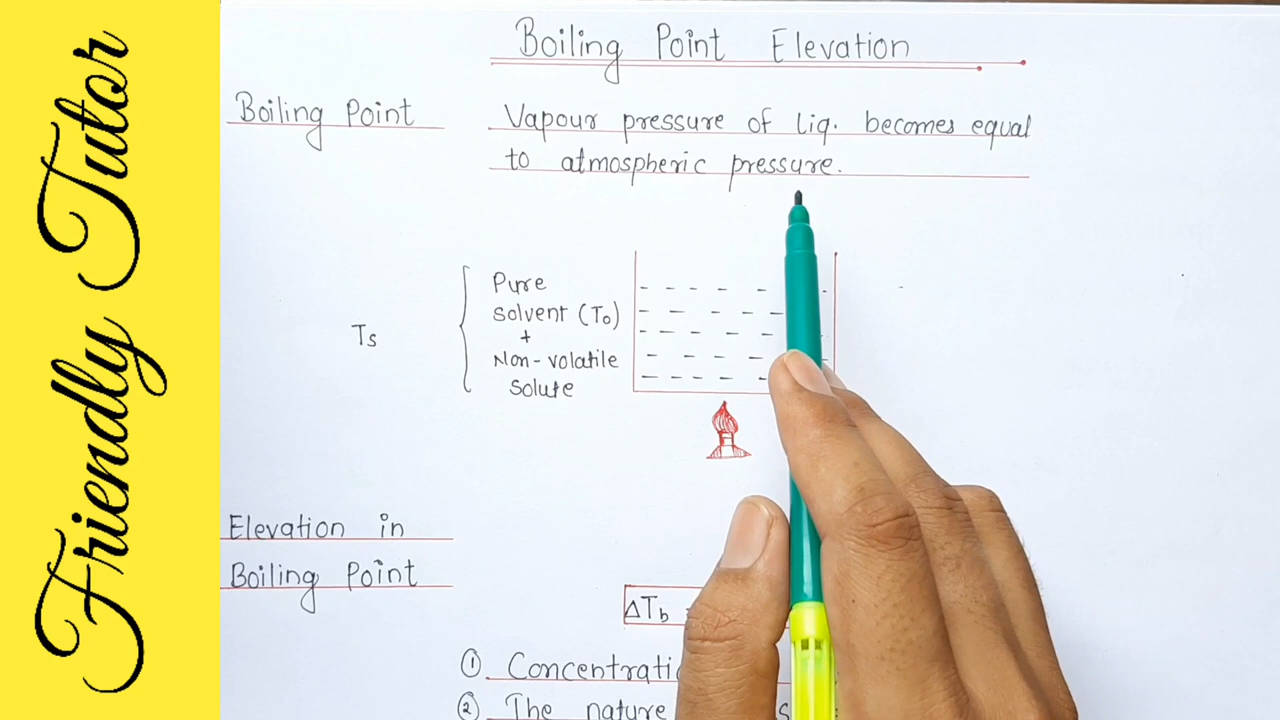 Friendly Tutor
Boiling Point Elevation
Boiling Point
Vapour pressure of liq. becomes equal
to atmospheric pressure.
Ts
Pure
Solvent (To)
+
Non-volatile
Solute
Elevation in
Boiling Point
ΔTb
① Concentrati
② The nature